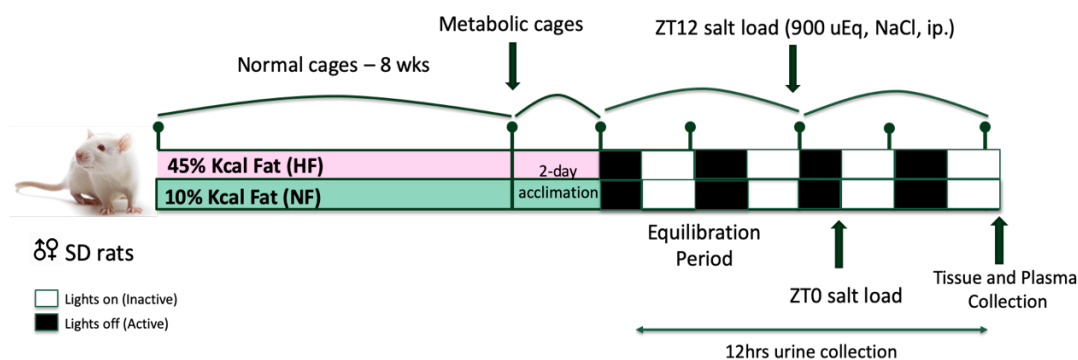 Metabolic cages
ZT12 salt load (900 uEq, NaCl, ip.)
Normal cages – 8 wks
45% Kcal Fat (HF)
10% Kcal Fat (NF)
2-day
acclimation
Equilibration
Period
♂♀ SD rats
Lights on (Inactive)
Lights off (Active)
ZT0 salt load
Tissue and Plasma
Collection
12hrs urine collection